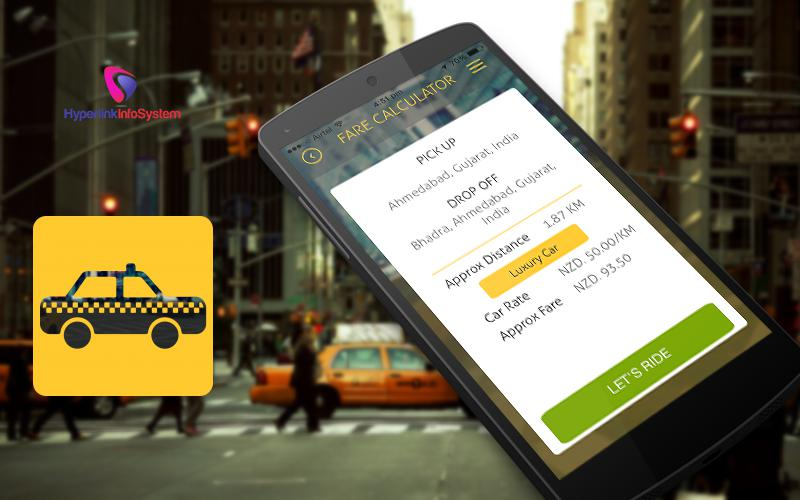 HyperlinkInfoSystem
Airtel
4:51 pm
70%
FARE CALCULATOR
PICK UP
Ahmedabad, Gujarat, India
DROP OFF
Bhadra, Ahmedabad, Gujarat,
India
Approx Distance 1.87 KM
Luxury Car
Car Rate NZD. 50.00/KM
Approx Fare NZD. 93.50
LET'S RIDE